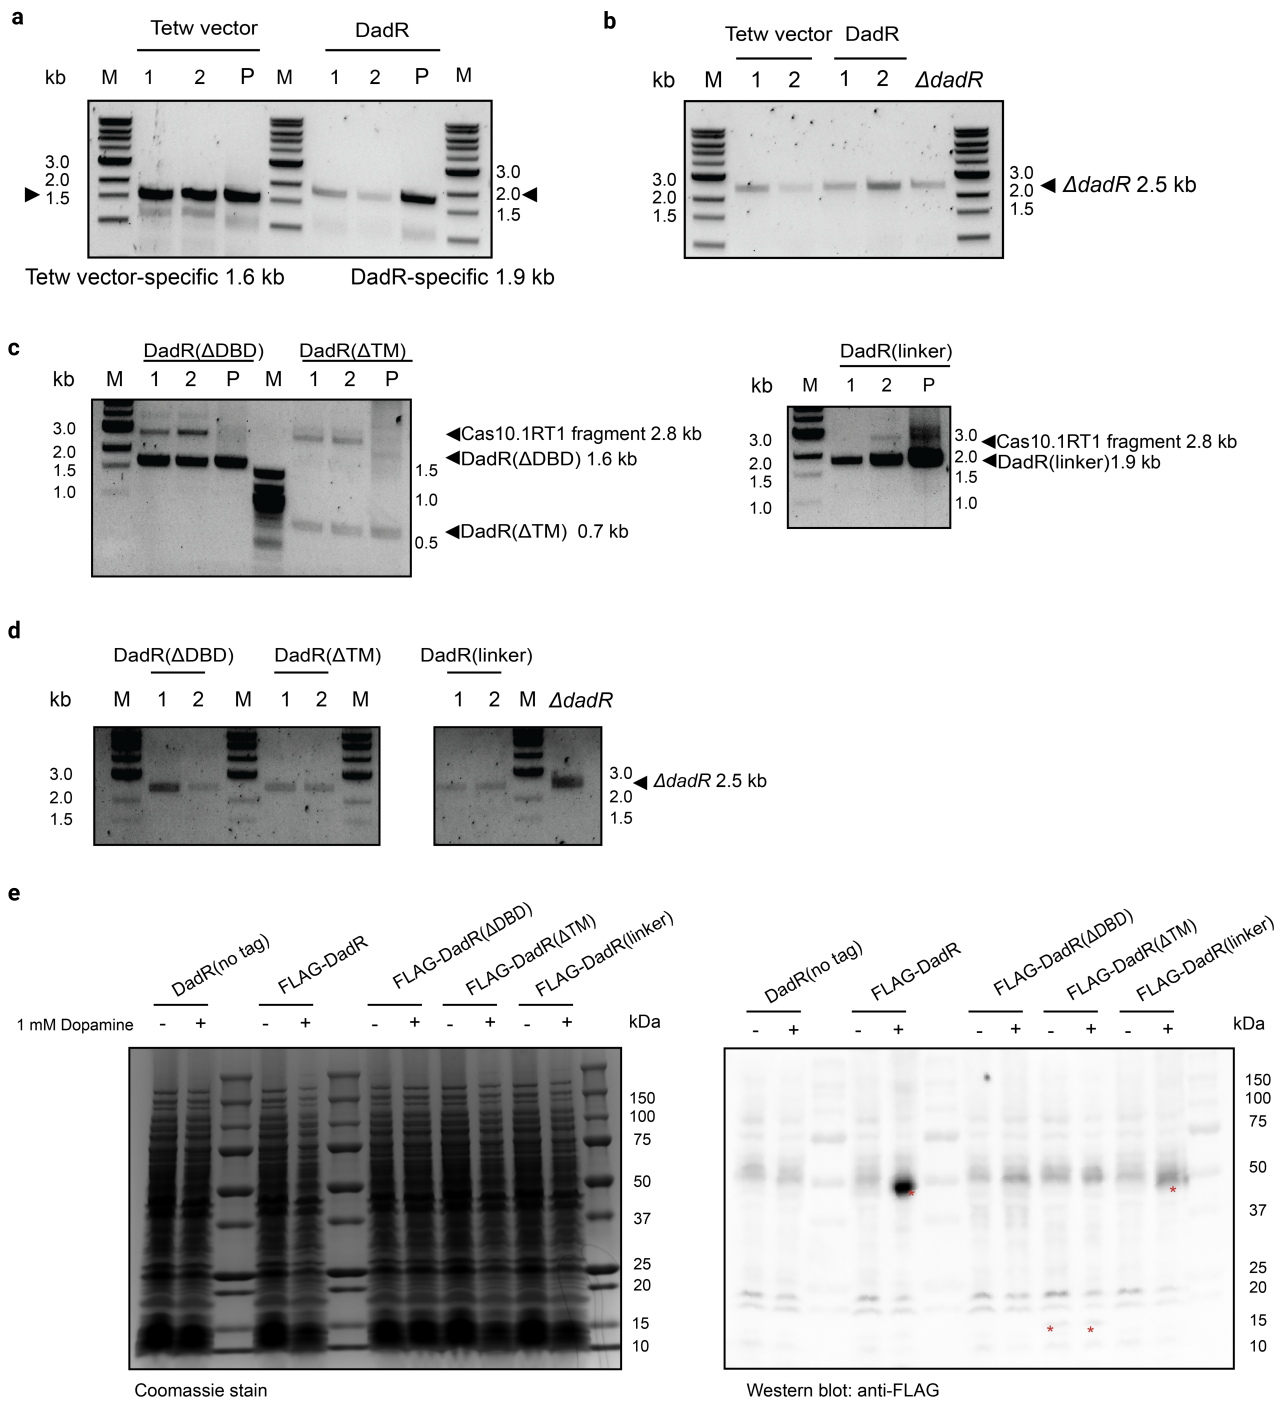 a
Tetw vector DadR
kb M 1 2 P M 1 2 P M
3.0
2.0
1.5
3.0
2.0
1.5
Tetw vector-specific 1.6 kb DadR-specific 1.9 kb
b
Tetw vector DadR
kb M 1 2 1 2 ΔdadR
3.0
2.0
1.5
3.0
2.0
1.5
ΔdadR 2.5 kb
c
DadR(ΔDBD) DadR(ΔTM)
kb M 1 2 P M 1 2 P
3.0
2.0
1.5
1.0
1.5
1.0
0.5
Cas10.1RT1 fragment 2.8 kb
DadR(ΔDBD) 1.6 kb
DadR(ΔTM) 0.7 kb
DadR(linker)
kb M 1 2 P
3.0
2.0
1.5
1.0
3.0
2.0
1.5
1.0
Cas10.1RT1 fragment 2.8 kb
DadR(linker)1.9 kb
d
DadR(ΔDBD) DadR(ΔTM) DadR(linker)
kb M 1 2 M 1 2 M 1 2 M ΔdadR
3.0
2.0
1.5
3.0
2.0
1.5
ΔdadR 2.5 kb
e
DadR(no tag) FLAG-DadR FLAG-DadR(ΔDBD) FLAG-DadR(ΔTM) FLAG-DadR(linker)
1 mM Dopamine - + - + - + - + - + kDa
150
100
75
50
37
25
20
15
10
Coomassie stain
DadR(no tag) FLAG-DadR FLAG-DadR(ΔDBD) FLAG-DadR(ΔTM) FLAG-DadR(linker)
- + - + - + - + - + kDa
150
100
75
50
* *
37
25
20
15
* *
10
Western blot: anti-FLAG